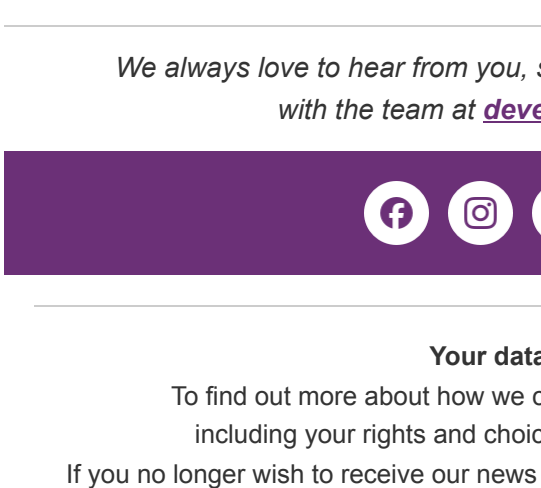 We always love to hear from you,
with the team at
Your data
To find out more about how we
including your rights and
If you no longer wish to receive our news